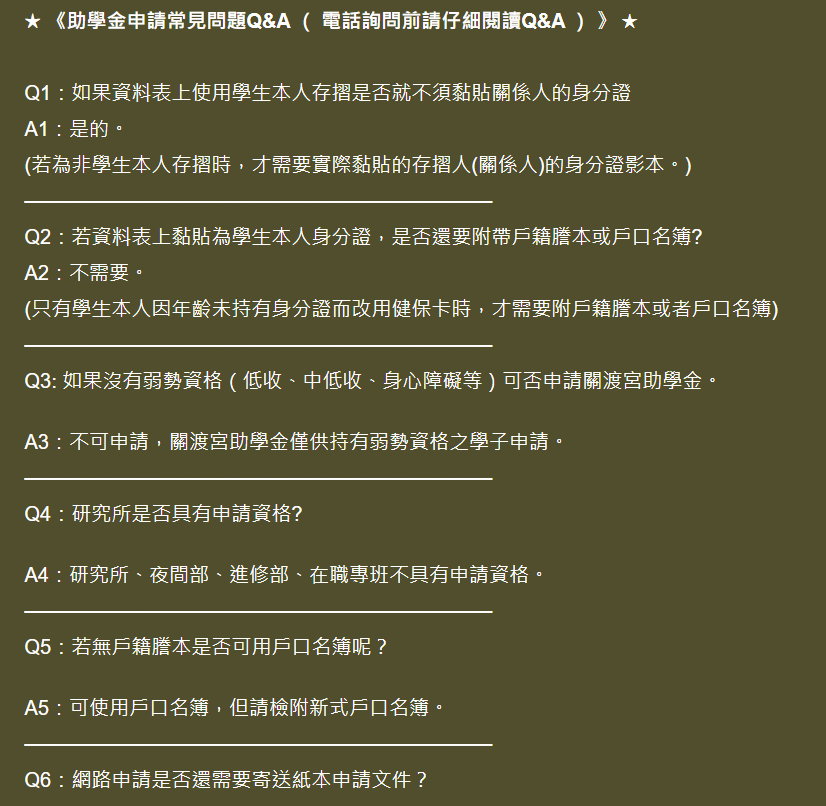 ★ 《助學金申請常見問題Q&A （ 電話詢問前請仔細閱讀Q&A ） 》 ★
Q1：如果資料表上使用學生本人存摺是否就不須黏貼關係人的身分證
A1：是的。
(若為非學生本人存摺時，才需要實際黏貼的存摺人(關係人)的身分證影本。)
Q2：若資料表上黏貼為學生本人身分證，是否還要附帶戶籍謄本或戶口名簿?
A2：不需要。
(只有學生本人因年齡未持有身分證而改用健保卡時，才需要附戶籍謄本或者戶口名簿)
Q3: 如果沒有弱勢資格（低收、中低收、身心障礙等）可否申請關渡宮助學金。
A3：不可申請，關渡宮助學金僅供持有弱勢資格之學子申請。
Q4：研究所是否具有申請資格?
A4：研究所、夜間部、進修部、在職專班不具有申請資格。
Q5：若無戶籍謄本是否可用戶口名簿呢？
A5：可使用戶口名簿，但請檢附新式戶口名簿。
Q6：網路申請是否還需要寄送紙本申請文件？